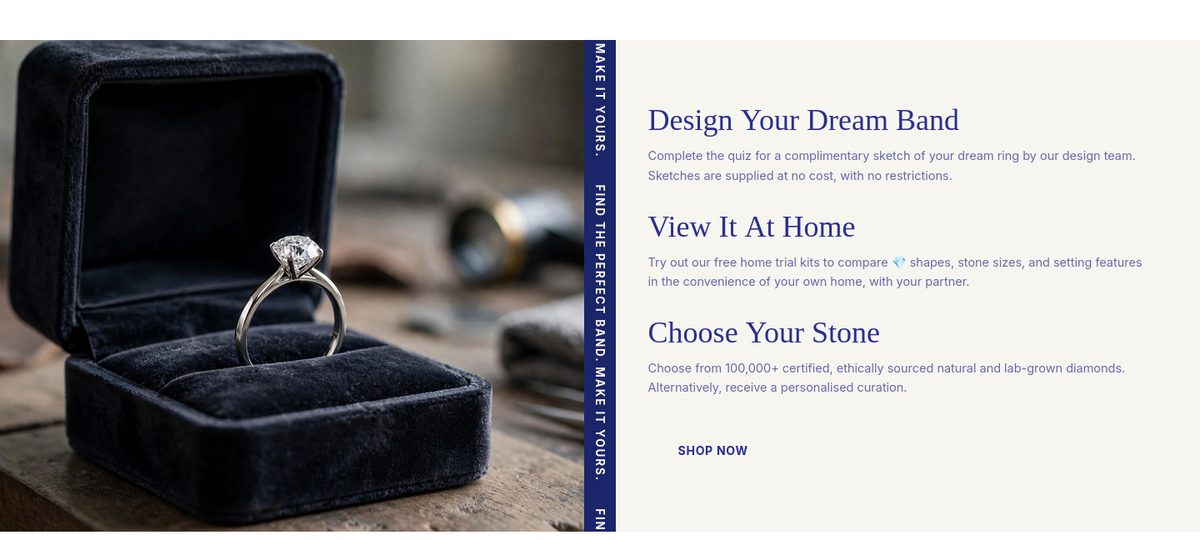 MAKE IT YOURS.
FIND THE PERFECT BAND. MAKE IT YOURS.
FIN
Design Your Dream Band
Complete the quiz for a complimentary sketch of your dream ring by our design team.
Sketches are supplied at no cost, with no restrictions.
View It At Home
Try out our free home trial kits to compare 💎 shapes, stone sizes, and setting features
in the convenience of your own home, with your partner.
Choose Your Stone
Choose from 100,000+ certified, ethically sourced natural and lab-grown diamonds.
Alternatively, receive a personalised curation.
SHOP NOW